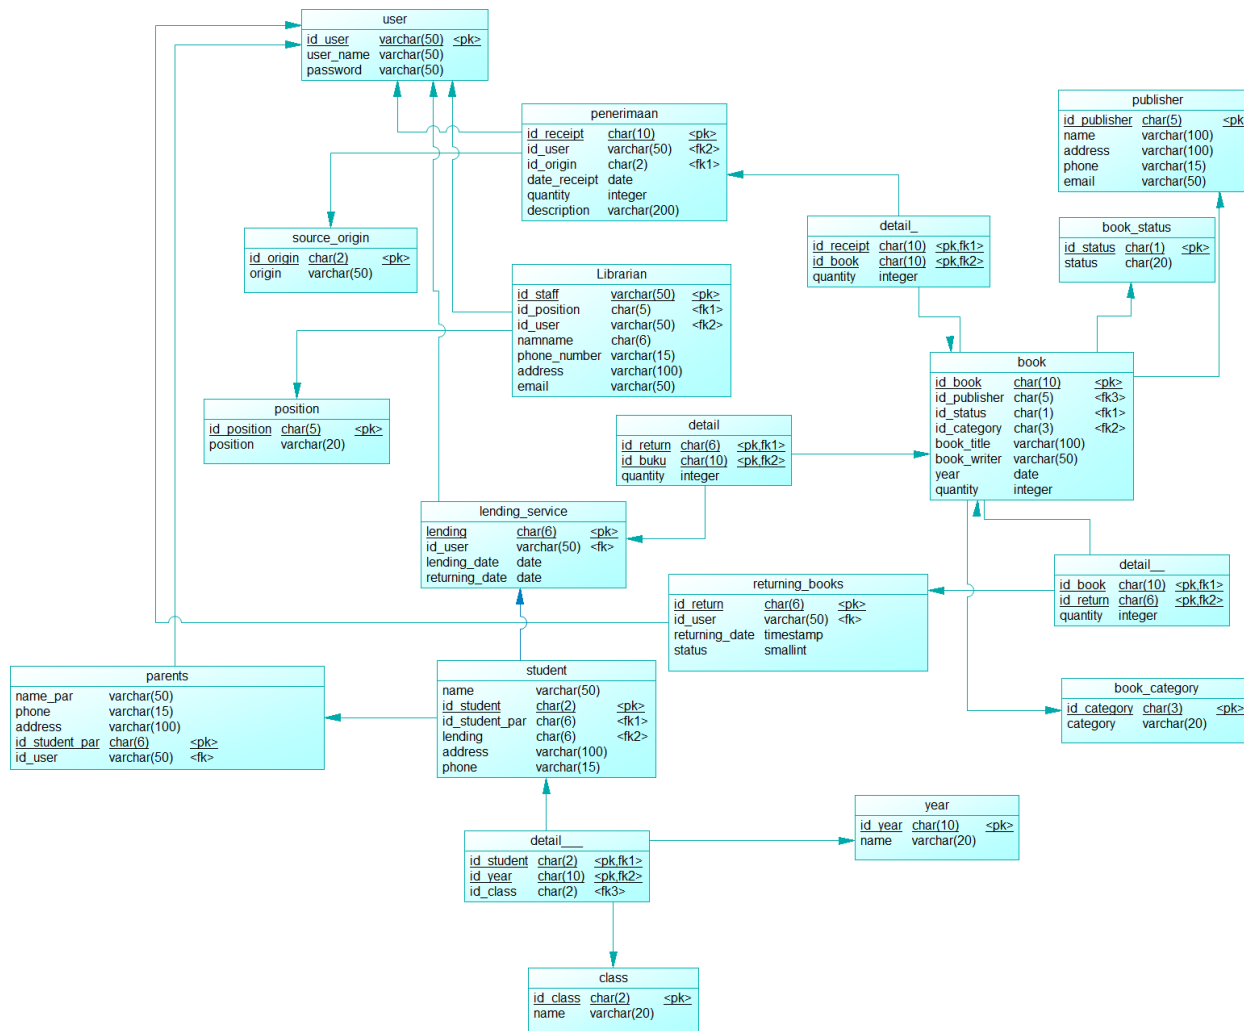 user
id_user varchar(50) <pk>
user_name varchar(50)
password varchar(50)
penerimaan
id_receipt char(10) <pk>
id_user varchar(50) <fk2>
id_origin char(2) <fk1>
date_receipt date
quantity integer
description varchar(200)
publisher
id_publisher char(5) <pk>
name varchar(100)
address varchar(100)
phone varchar(15)
email varchar(50)
source_origin
id_origin char(2) <pk>
origin varchar(50)
detail_
id_receipt char(10) <pk,fk1>
id_book char(10) <pk,fk2>
quantity integer
book_status
id_status char(1) <pk>
status char(20)
Librarian
id_staff varchar(50) <pk>
id_position char(5) <fk1>
id_user varchar(50) <fk2>
namname char(6)
phone_number varchar(15)
address varchar(100)
email varchar(50)
book
id_book char(10) <pk>
id_publisher char(5) <fk3>
id_status char(1) <fk1>
id_category char(3) <fk2>
book_title varchar(100)
book_writer varchar(50)
year date
quantity integer
position
id_position char(5) <pk>
position varchar(20)
detail
id_return char(6) <pk,fk1>
id_buku char(10) <pk,fk2>
quantity integer
lending_service
lending char(6) <pk>
id_user varchar(50) <fk>
lending_date date
returning_date date
returning_books
id_return char(6) <pk>
id_user varchar(50) <fk>
returning_date timestamp
status smallint
detail__
id_book char(10) <pk,fk1>
id_return char(6) <pk,fk2>
quantity integer
parents
name_par varchar(50)
phone varchar(15)
address varchar(100)
id_student_par char(6) <pk>
id_user varchar(50) <fk>
student
name varchar(50)
id_student char(2) <pk>
id_student_par char(6) <fk1>
lending char(6) <fk2>
address varchar(100)
phone varchar(15)
book_category
id_category char(3) <pk>
category varchar(20)
year
id_year char(10) <pk>
name varchar(20)
detail___
id_student char(2) <pk,fk1>
id_year char(10) <pk,fk2>
id_class char(2) <fk3>
class
id_class char(2) <pk>
name varchar(20)